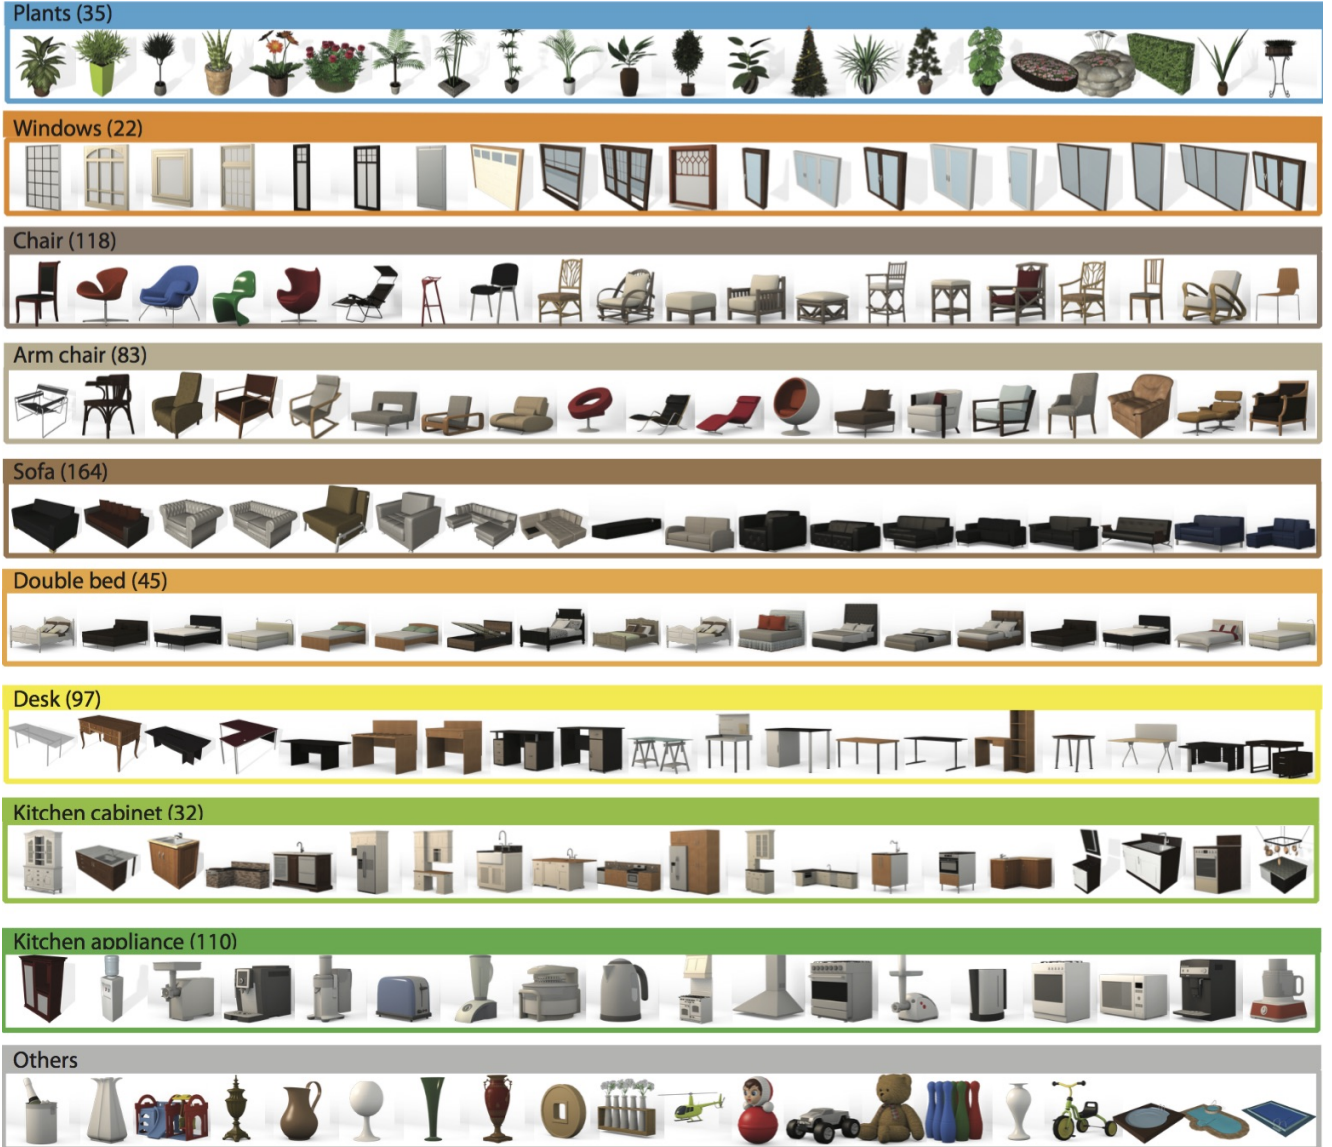 Plants (35)
Windows (22)
Chair (118)
Arm chair (83)
Sofa (164)
Double bed (45)
Desk (97)
Kitchen cabinet (32)
Kitchen appliance (110)
Others